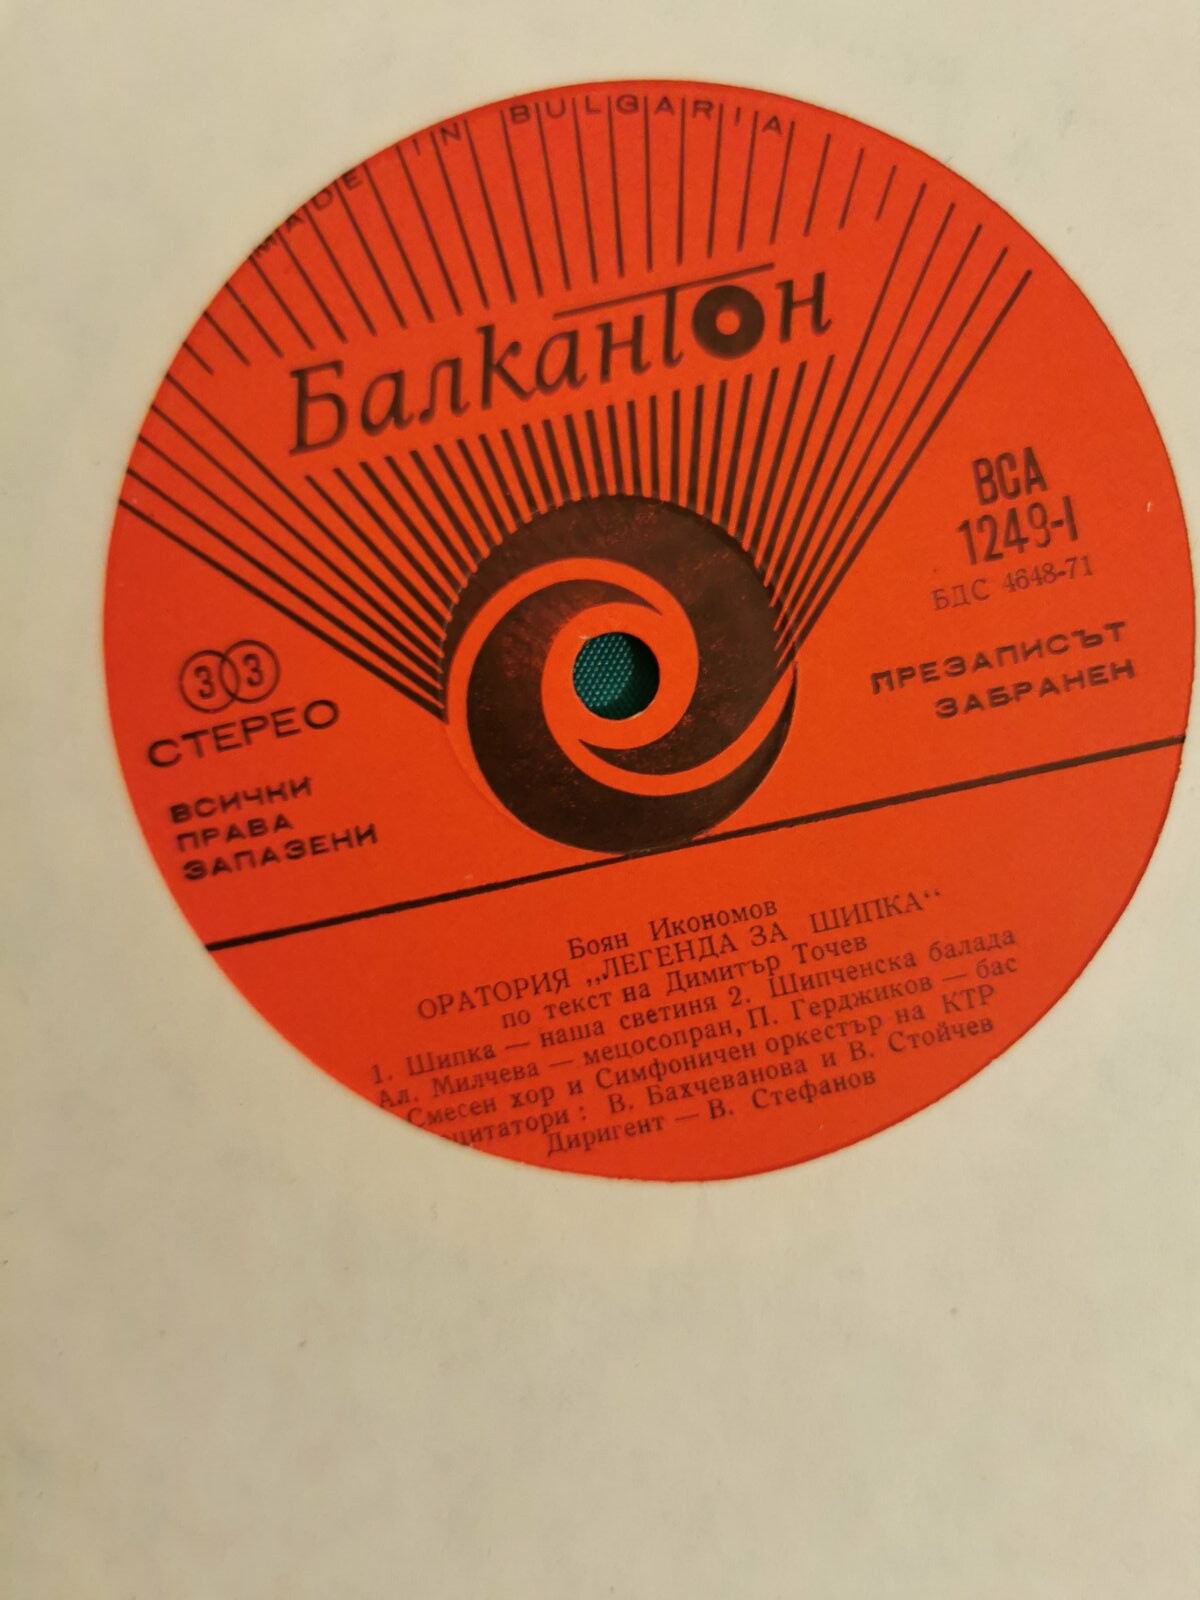 MADE IN BULGARIA
Балкантон
ВСА
1249-I
БДС 4648-71
ПРЕЗАПИСЪТ
ЗАБРАНЕН
33
СТЕРЕО
ВСИЧКИ
ПРАВА
ЗАПАЗЕНИ
Боян Икономов
ОРАТОРИЯ „ЛЕГЕНДА ЗА ШИПКА“
по текст на Димитър Точев
1. Шипка — наша светиня 2. Шипченска балада
Ал. Милчева — мецосопран, П. Герджиков — бас
Смесен хор и Симфоничен оркестър на КТР
В. Бахчеванова и В. Стойчев
Диригент — В. Стефанов